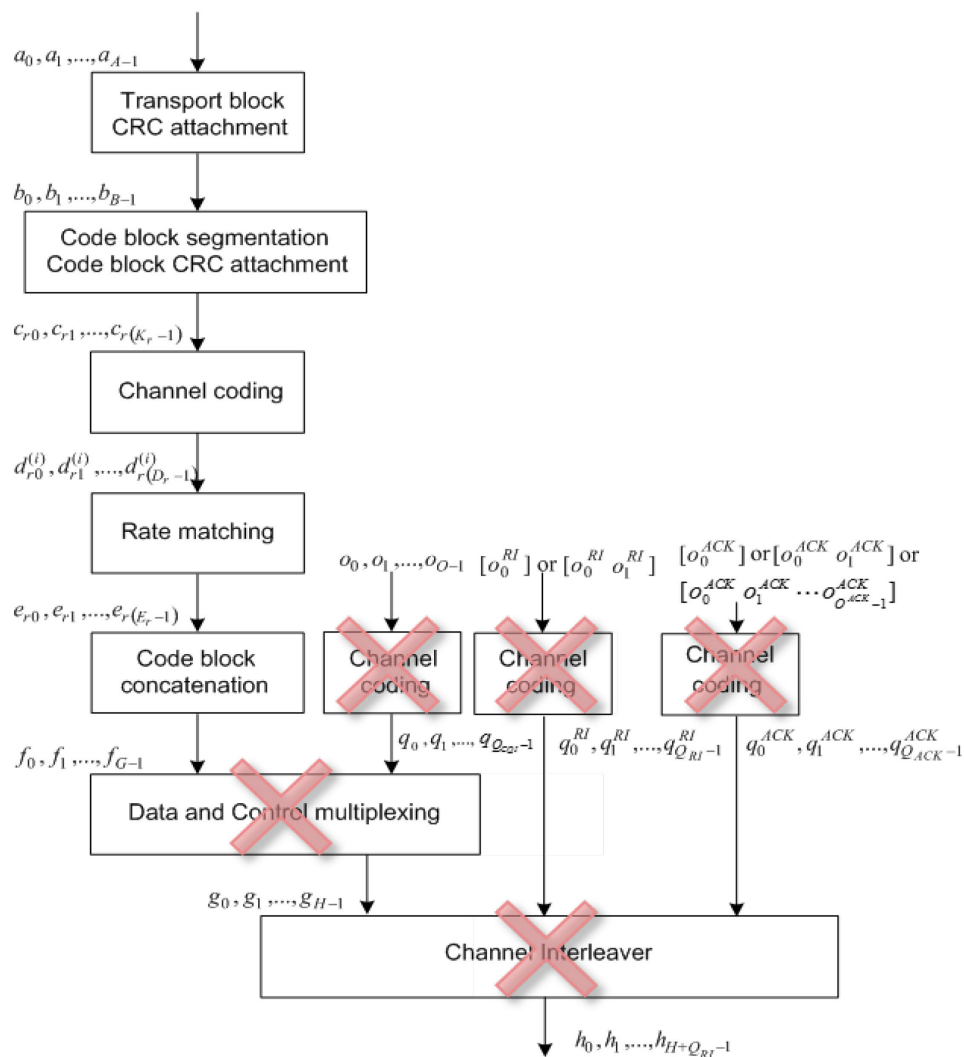 a_0, a_1, ..., a_{A-1}
Transport block
CRC attachment
b_0, b_1, ..., b_{B-1}
Code block segmentation
Code block CRC attachment
c_{r0}, c_{r1}, ..., c_{r(K_r-1)}
Channel coding
d_{r0}^{(i)}, d_{r1}^{(i)}, ..., d_{r(D_r-1)}^{(i)}
Rate matching
e_{r0}, e_{r1}, ..., e_{r(E_r-1)}
o_0, o_1, ..., o_{O-1}
[o_0^{RI}] or [o_0^{RI} o_1^{RI}]
[o_0^{ACK}] or [o_0^{ACK} o_1^{ACK}] or
[o_0^{ACK} o_1^{ACK} ... o_{O^{ACK}-1}^{ACK}]
Code block
concatenation
Channel
coding
Channel
coding
Channel
coding
f_0, f_1, ..., f_{G-1}
q_0, q_1, ..., q_{Q_{CQI}-1}
q_0^{RI}, q_1^{RI}, ..., q_{Q_{RI}-1}^{RI}
q_0^{ACK}, q_1^{ACK}, ..., q_{Q_{ACK}-1}^{ACK}
Data and Control multiplexing
g_0, g_1, ..., g_{H-1}
Channel Interleaver
h_0, h_1, ..., h_{H+Q_{RI}-1}